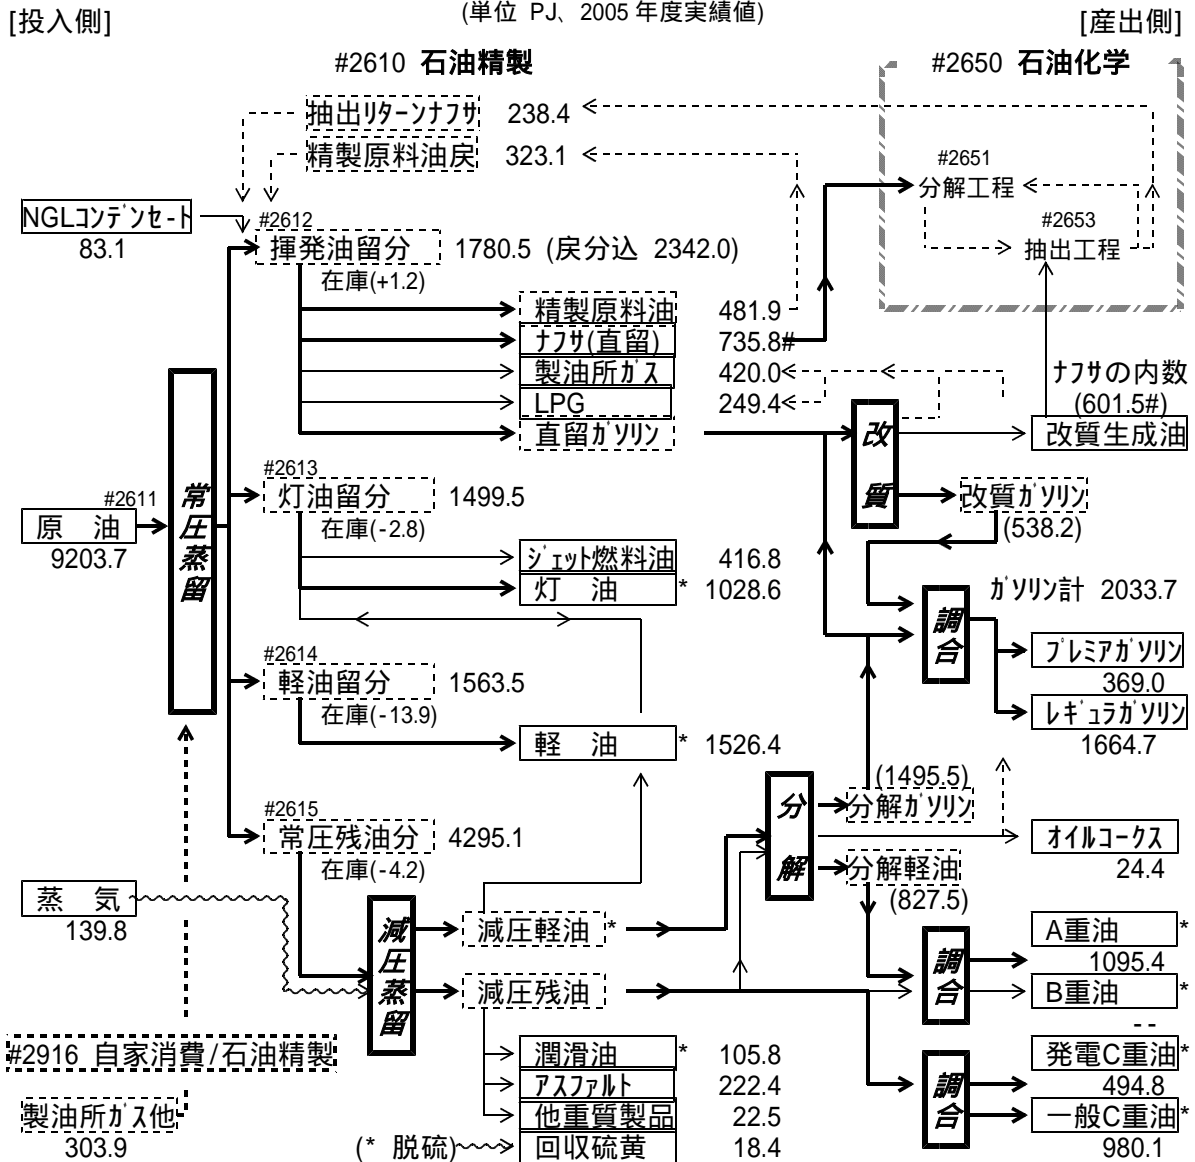 (単位 PJ、2005 年度実績値)
[投入側]
[産出側]
#2610 石油精製
#2650 石油化学
抽出リターンナフサ 238.4
精製原料油戻 323.1
#2651
分解工程
#2653
抽出工程
NGLコンデンセート
83.1
#2612
揮発油留分 1780.5 (戻分込 2342.0)
在庫(+1.2)
精製原料油 481.9
ナフサ(直留) 735.8#
製油所ガス 420.0
LPG 249.4
直留ガソリン
ナフサの内数
(601.5#)
改質生成油
改質
改質ガソリン
(538.2)
#2613
灯油留分 1499.5
在庫(-2.8)
#2611
原 油
9203.7
常圧蒸留
ジェット燃料油 416.8
灯 油 * 1028.6
調合
ガソリン計 2033.7
プレミアガソリン
369.0
レギュラガソリン
1664.7
#2614
軽油留分 1563.5
在庫(-13.9)
軽 油 * 1526.4
#2615
常圧残油分 4295.1
在庫(-4.2)
分解
(1495.5)
分解ガソリン
オイルコークス
24.4
分解軽油
(827.5)
蒸 気
139.8
減圧蒸留
減圧軽油 *
減圧残油
調合
A重油 *
1095.4
B重油 *
--
#2916 自家消費/石油精製
製油所ガス他
303.9
潤滑油 * 105.8
アスファルト 222.4
他重質製品 22.5
(* 脱硫) 回収硫黄 18.4
調合
発電C重油 *
494.8
一般C重油 *
980.1